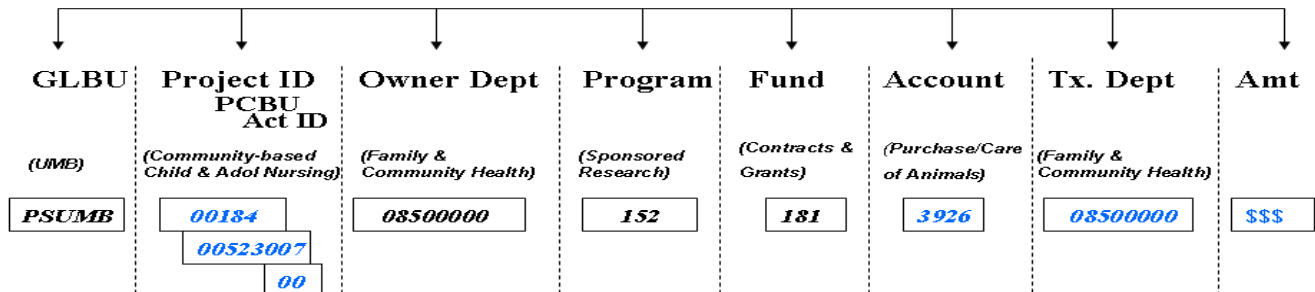 GLBU Project ID Owner Dept Program Fund Account Tx. Dept Amt
PCBU
Act ID
(UMB) (Community-based Child & Adol Nursing) (Family & Community Health) (Sponsored Research) (Contracts & Grants) (Purchase/Care of Animals) (Family & Community Health)
PSUMB 00184 08500000 152 181 3926 08500000 $$$
00523007
00